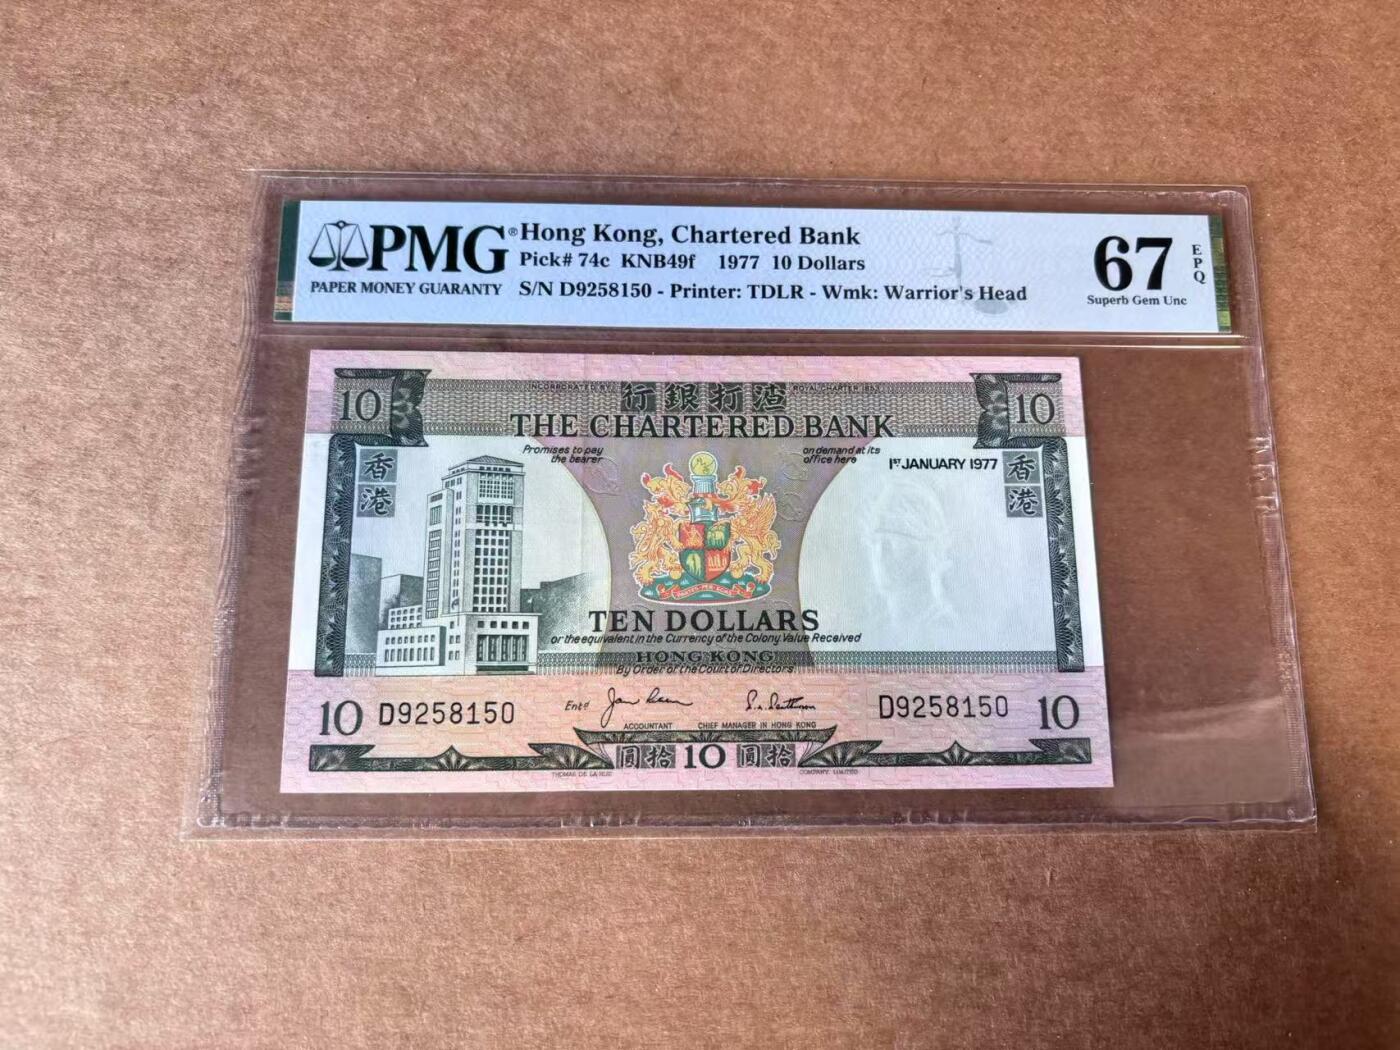 PMG® Hong Kong, Chartered Bank
Pick# 74c KNB49f 1977 10 Dollars
PAPER MONEY GUARANTY
S/N D9258150 - Printer: TDLR - Wmk: Warrior's Head
67 EPQ
Superb Gem Unc
10
INCORPORATED BY
行銀打渣
ROYAL CHARTER 1853
10
THE CHARTERED BANK
Promises to pay
the bearer
on demand at its
office here
1ST JANUARY 1977
香港
香港
TEN DOLLARS
or the equivalent in the Currency of the Colony Value Received
HONG KONG
By Order of the Court of Directors
10 D9258150
Entd
D9258150 10
ACCOUNTANT
CHIEF MANAGER IN HONG KONG
圓拾 10 圓拾
THOMAS DE LA RUE
COMPANY LIMITED